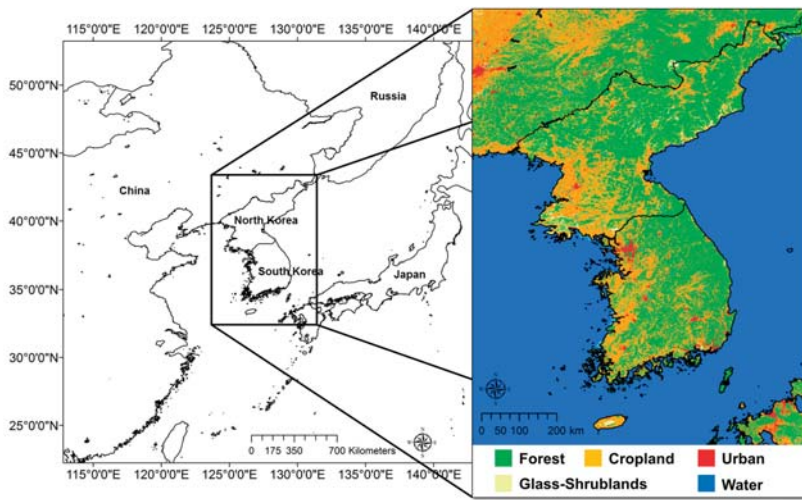 115°0'0"E 120°0'0"E 125°0'0"E 130°0'0"E 135°0'0"E 140°0'0"E
50°0'0"N
45°0'0"N
40°0'0"N
35°0'0"N
30°0'0"N
25°0'0"N
Russia
China
North Korea
South Korea
Japan
0 175 350 700 Kilometers
115°0'0"E 120°0'0"E 125°0'0"E 130°0'0"E 135°0'0"E 140°0'0"E
0 50 100 200 km
Forest Cropland Urban
Glass-Shrublands Water